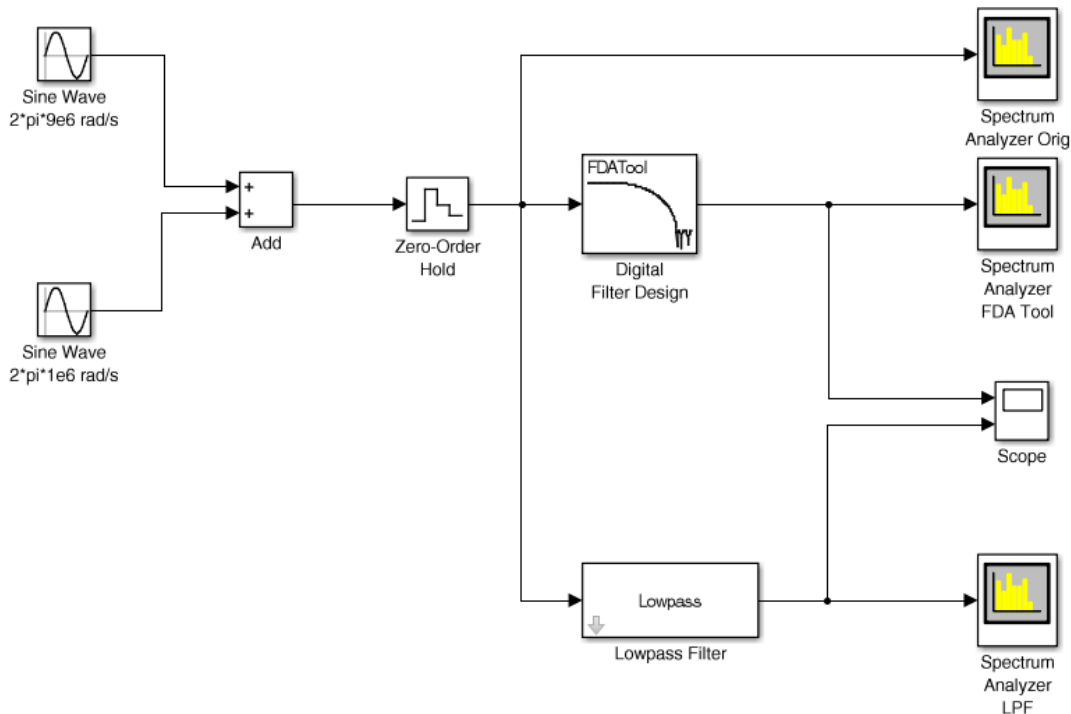 Sine Wave
2*pi*9e6 rad/s
Spectrum
Analyzer Orig
+
+
Add
Zero-Order
Hold
FDATool
Digital
Filter Design
Spectrum
Analyzer
FDA Tool
Sine Wave
2*pi*1e6 rad/s
Scope
Lowpass
Lowpass Filter
Spectrum
Analyzer
LPF